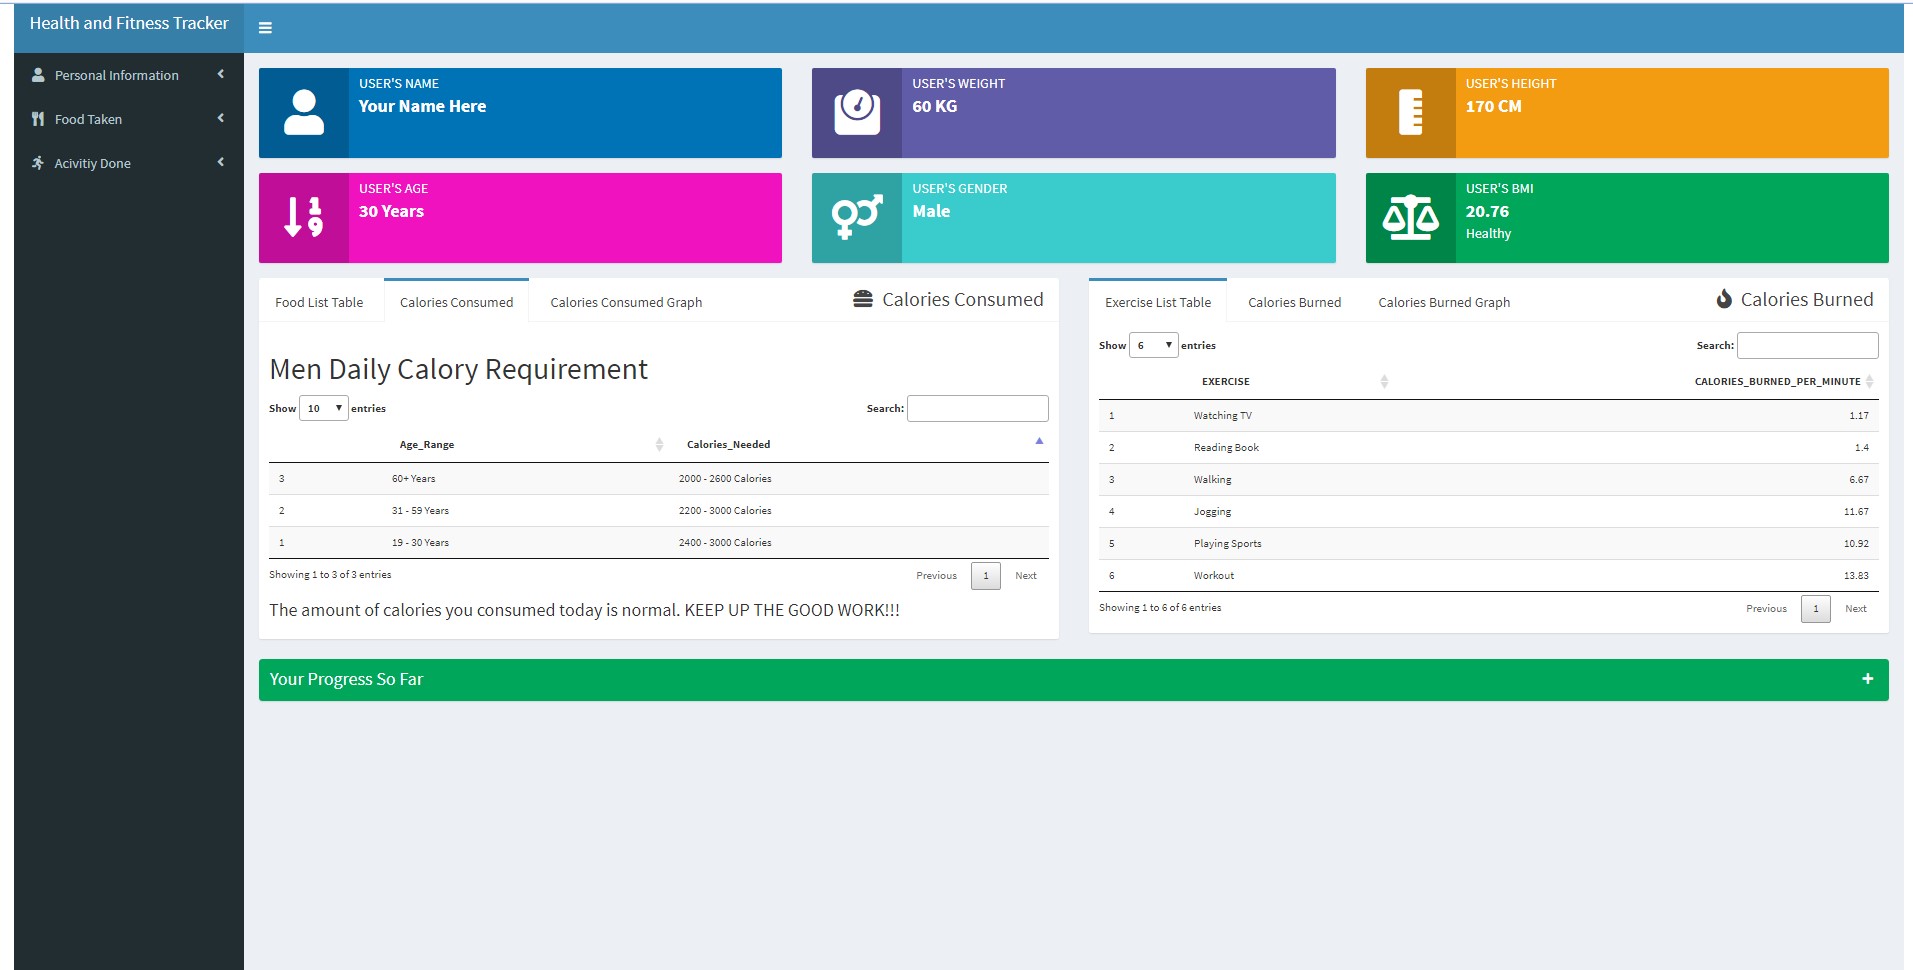 Health and Fitness Tracker
Personal Information
Food Taken
Acivitiy Done
USER'S NAME
Your Name Here
USER'S WEIGHT
60 KG
USER'S HEIGHT
170 CM
USER'S AGE
30 Years
USER'S GENDER
Male
USER'S BMI
20.76
Healthy
Food List Table Calories Consumed Calories Consumed Graph Calories Consumed
Men Daily Calory Requirement
Show 10 entries Search:
Age_Range Calories_Needed
3 60+ Years 2000 - 2600 Calories
2 31 - 59 Years 2200 - 3000 Calories
1 19 - 30 Years 2400 - 3000 Calories
Showing 1 to 3 of 3 entries Previous 1 Next
The amount of calories you consumed today is normal. KEEP UP THE GOOD WORK!!!
Exercise List Table Calories Burned Calories Burned Graph Calories Burned
Show 6 entries Search:
EXERCISE CALORIES_BURNED_PER_MINUTE
1 Watching TV 1.17
2 Reading Book 1.4
3 Walking 6.67
4 Jogging 11.67
5 Playing Sports 10.92
6 Workout 13.83
Showing 1 to 6 of 6 entries Previous 1 Next
Your Progress So Far